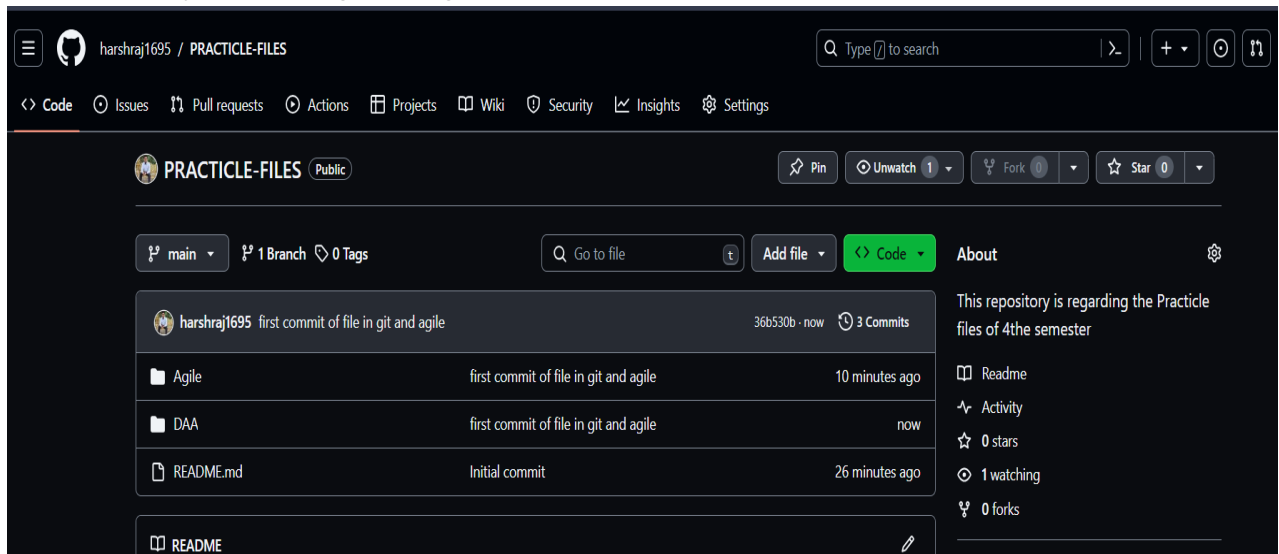 harshraj1695 / PRACTICLE-FILES
Type / to search
Code Issues Pull requests Actions Projects Wiki Security Insights Settings
PRACTICLE-FILES Public
Pin Unwatch 1 Fork 0 Star 0
main 1 Branch 0 Tags
Go to file t Add file Code
harshraj1695 first commit of file in git and agile 36b530b · now 3 Commits
Agile first commit of file in git and agile 10 minutes ago
DAA first commit of file in git and agile now
README.md Initial commit 26 minutes ago
README
About
This repository is regarding the Practicle
files of 4the semester
Readme
Activity
0 stars
1 watching
0 forks